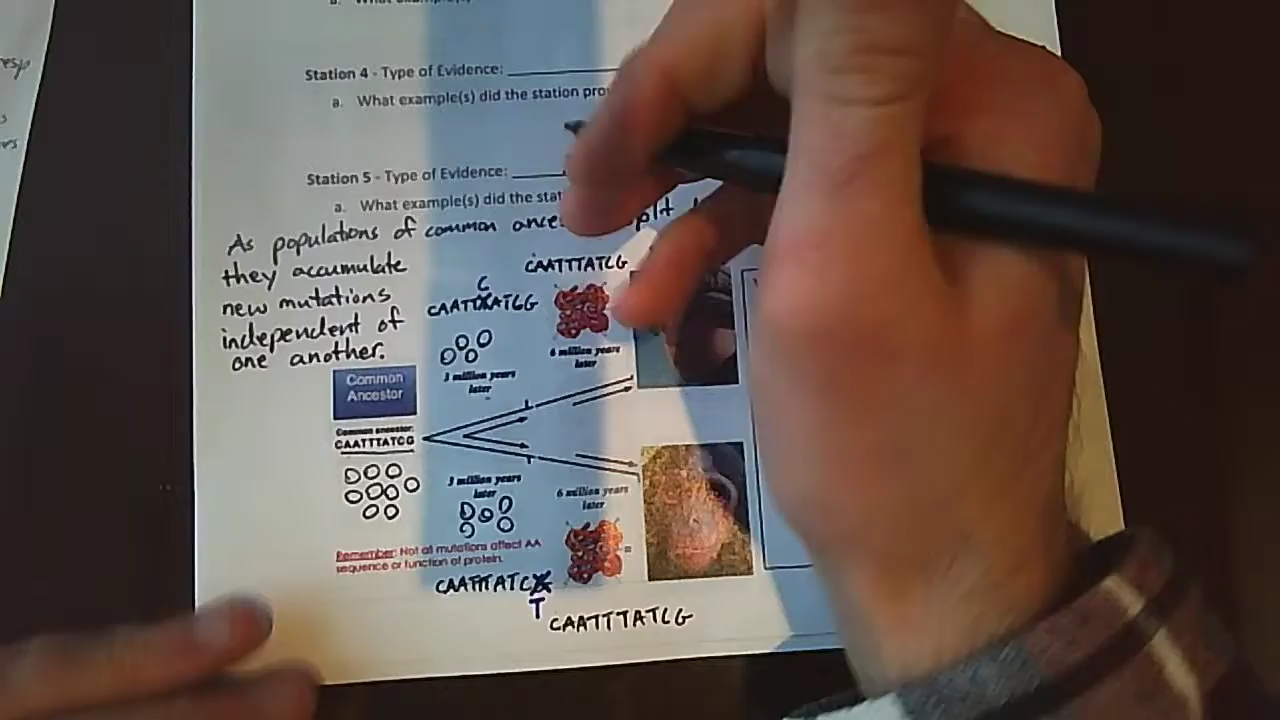 Station 4 - Type of Evidence:
a. What example(s) did the station pro
Station 5 - Type of Evidence:
a. What example(s) did the stat
As populations of common ances
they accumulate
new mutations
independent of
one another.
CAATTTATCG
C
3 million years
later
6 million years
later
Common
Ancestor
Common ancestor:
CAATTTATCG
3 million years
later
6 million years
later
Remember: Not all mutations affect AA
sequence or function of protein.
T
CAATTTATCG